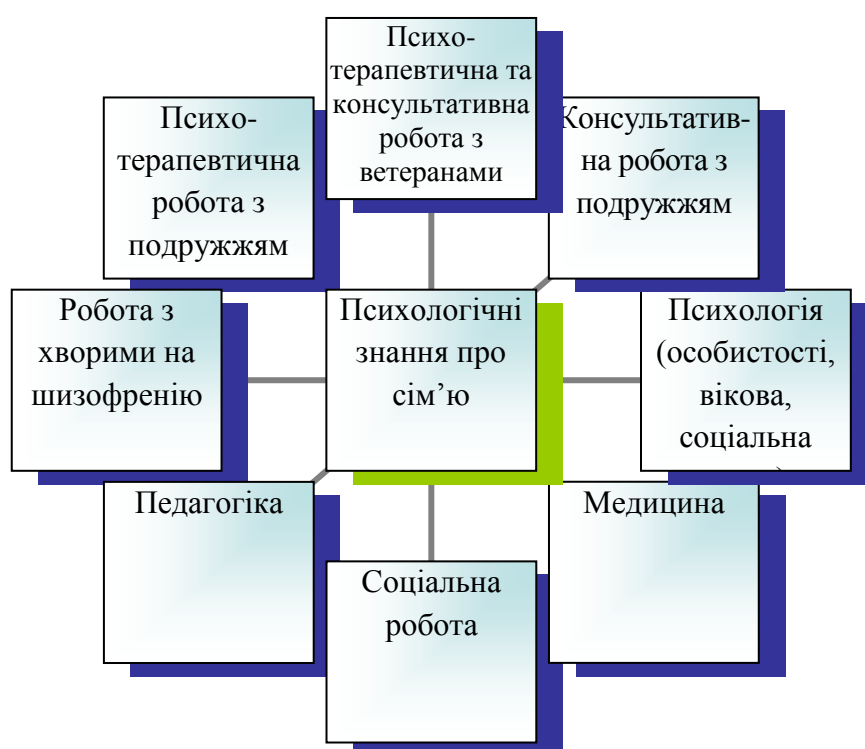 Психо-
терапевтична та
консультативна
робота з
ветеранами
Психо-
терапевтична
робота з
подружжям
Консультатив-
на робота з
подружжям
Робота з
хворими на
шизофренію
Психологічні
знання про
сім’ю
Психологія
(особистості,
вікова,
соціальна
Педагогіка
Медицина
Соціальна
робота